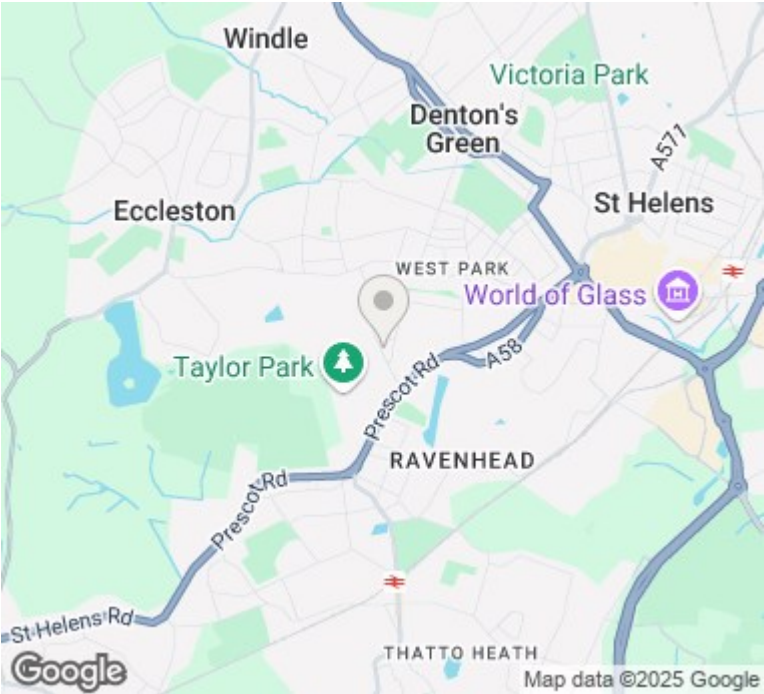 Windle
Victoria Park
Denton's
Green
A571
Eccleston
St Helens
WEST PARK
World of Glass
Taylor Park
Prescot Rd
A58
RAVENHEAD
Prescot Rd
St Helens Rd
THATTO HEATH
Google
Map data ©2025 Google